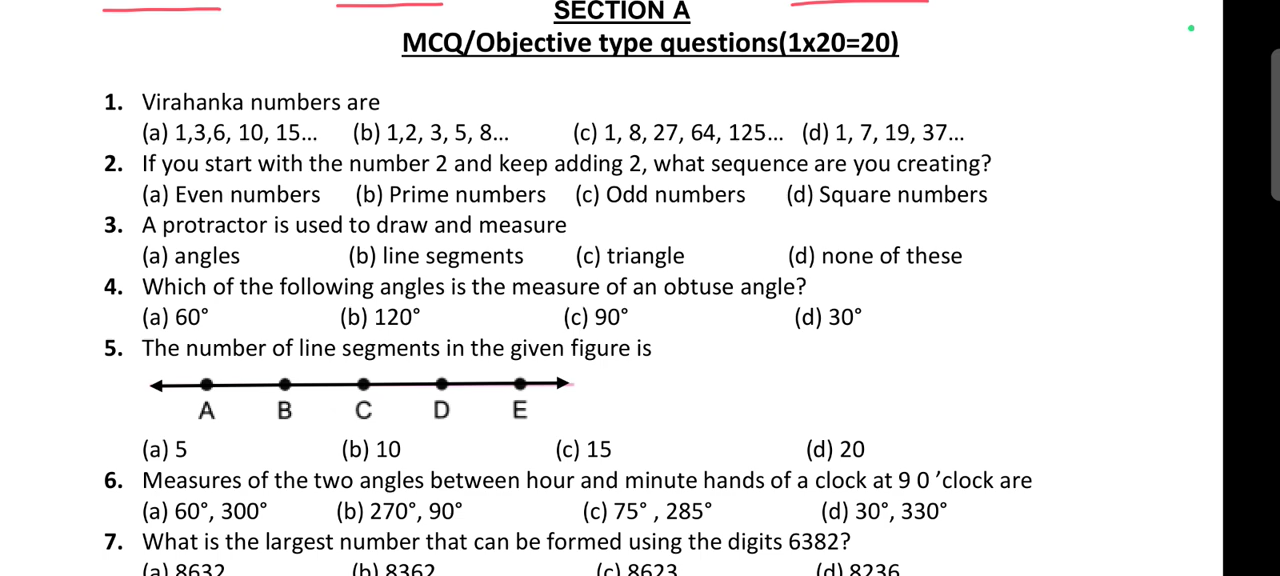 SECTION A
MCQ/Objective type questions(1x20=20)
1. Virahanka numbers are
(a) 1,3,6, 10, 15... (b) 1,2, 3, 5, 8... (c) 1, 8, 27, 64, 125... (d) 1, 7, 19, 37...
2. If you start with the number 2 and keep adding 2, what sequence are you creating?
(a) Even numbers (b) Prime numbers (c) Odd numbers (d) Square numbers
3. A protractor is used to draw and measure
(a) angles (b) line segments (c) triangle (d) none of these
4. Which of the following angles is the measure of an obtuse angle?
(a) 60° (b) 120° (c) 90° (d) 30°
5. The number of line segments in the given figure is
A B C D E
(a) 5 (b) 10 (c) 15 (d) 20
6. Measures of the two angles between hour and minute hands of a clock at 9 0 ’clock are
(a) 60°, 300° (b) 270°, 90° (c) 75° , 285° (d) 30°, 330°
7. What is the largest number that can be formed using the digits 6382?
(a) 8632 (b) 8362 (c) 8623 (d) 8236